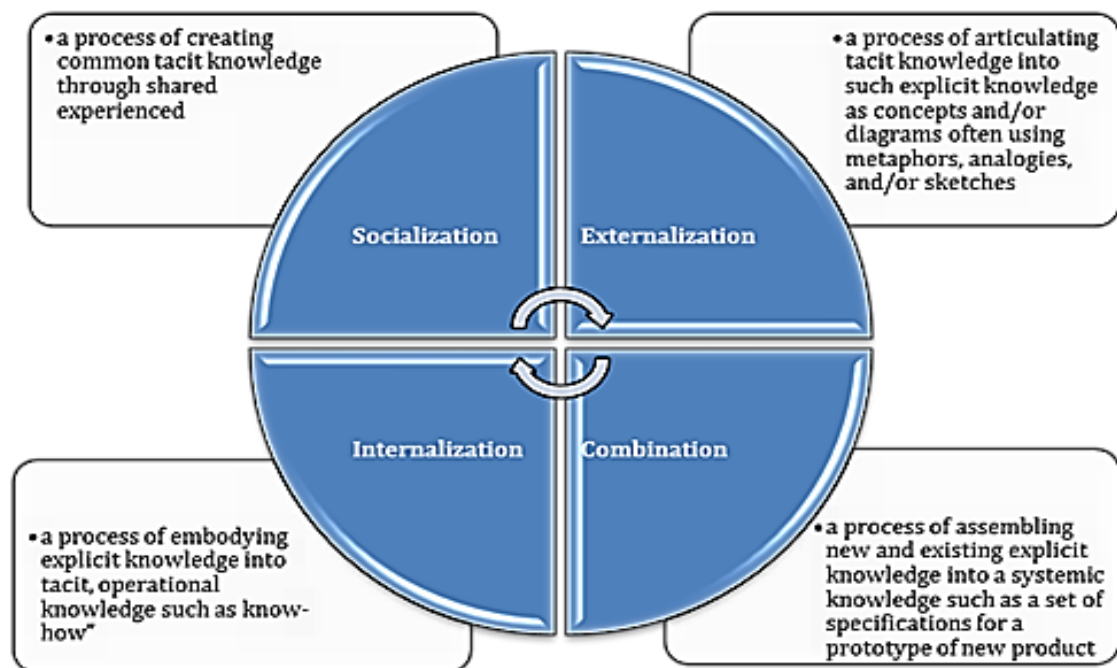 • a process of creating
common tacit knowledge
through shared
experienced
• a process of articulating
tacit knowledge into
such explicit knowledge
as concepts and/or
diagrams often using
metaphors, analogies,
and/or sketches
Socialization
Externalization
Internalization
Combination
• a process of embodying
explicit knowledge into
tacit, operational
knowledge such as know-
how”
• a process of assembling
new and existing explicit
knowledge into a systemic
knowledge such as a set of
specifications for a
prototype of new product